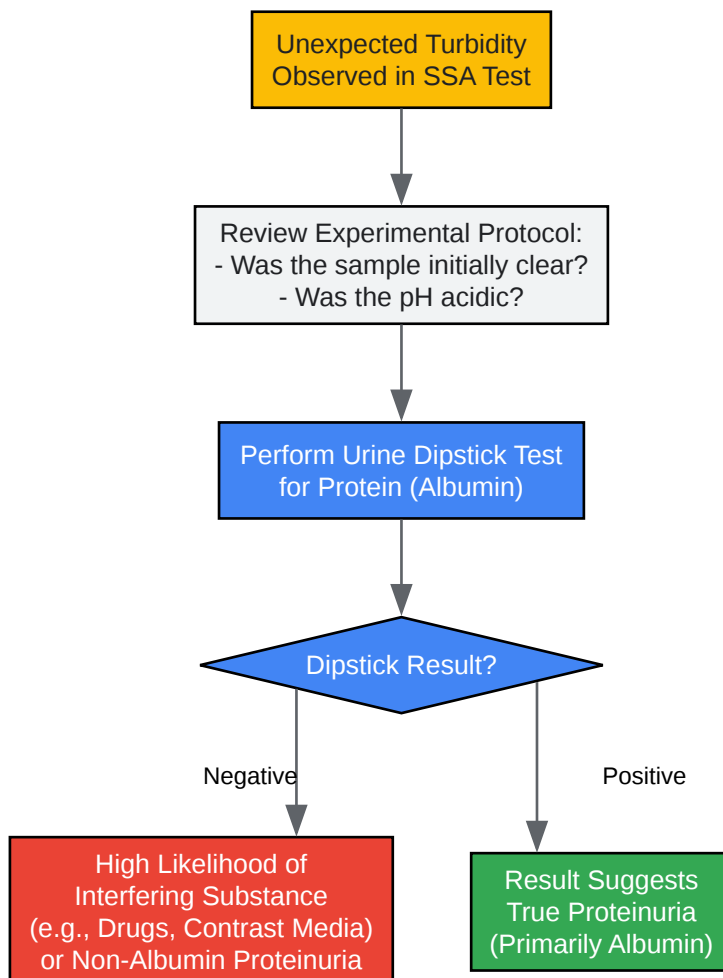 Unexpected Turbidity
Observed in SSA Test
Review Experimental Protocol:
- Was the sample initially clear?
- Was the pH acidic?
Perform Urine Dipstick Test
for Protein (Albumin)
Dipstick Result?
Negative
Positive
High Likelihood of
Interfering Substance
(e.g., Drugs, Contrast Media)
or Non-Albumin Proteinuria
Result Suggests
True Proteinuria
(Primarily Albumin)